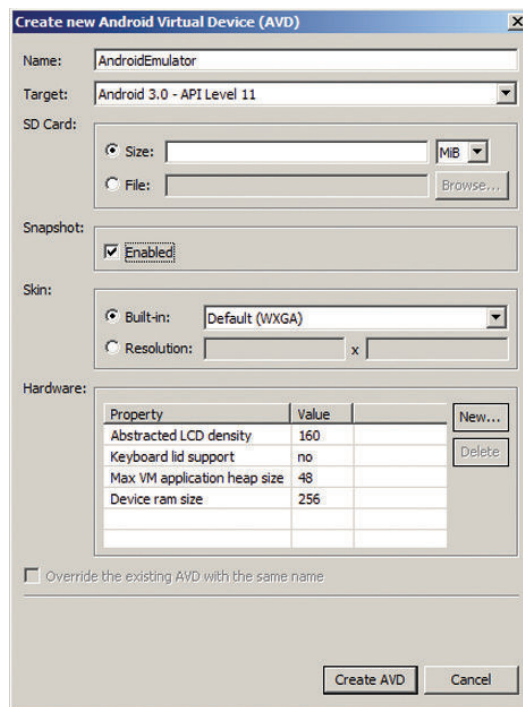 Create new Android Virtual Device (AVD)
Name: AndroidEmulator
Target: Android 3.0 - API Level 11
SD Card:
Size: MiB
File: Browse...
Snapshot:
Enabled
Skin:
Built-in: Default (WXGA)
Resolution: x
Hardware:
Property Value New...
Abstracted LCD density 160
Keyboard lid support no Delete
Max VM application heap size 48
Device ram size 256
Override the existing AVD with the same name
Create AVD Cancel